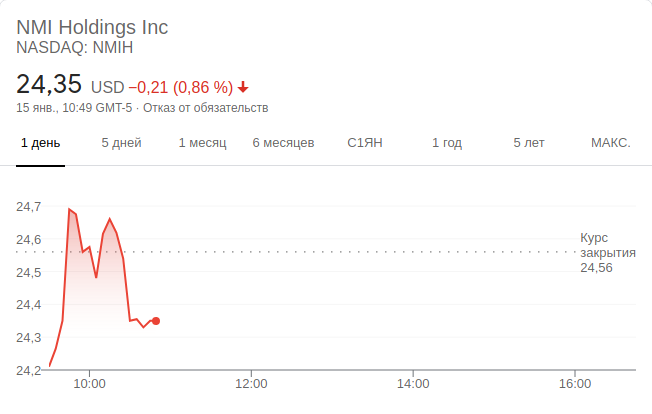 NMI Holdings Inc
NASDAQ: NMIH
24,35 USD −0,21 (0,86 %)
15 янв., 10:49 GMT-5 · Отказ от обязательств
1 день 5 дней 1 месяц 6 месяцев С1ЯН 1 год 5 лет МАКС.
24,7
24,6
24,5
24,4
24,3
24,2
Курс
закрытия
24,56
10:00 12:00 14:00 16:00